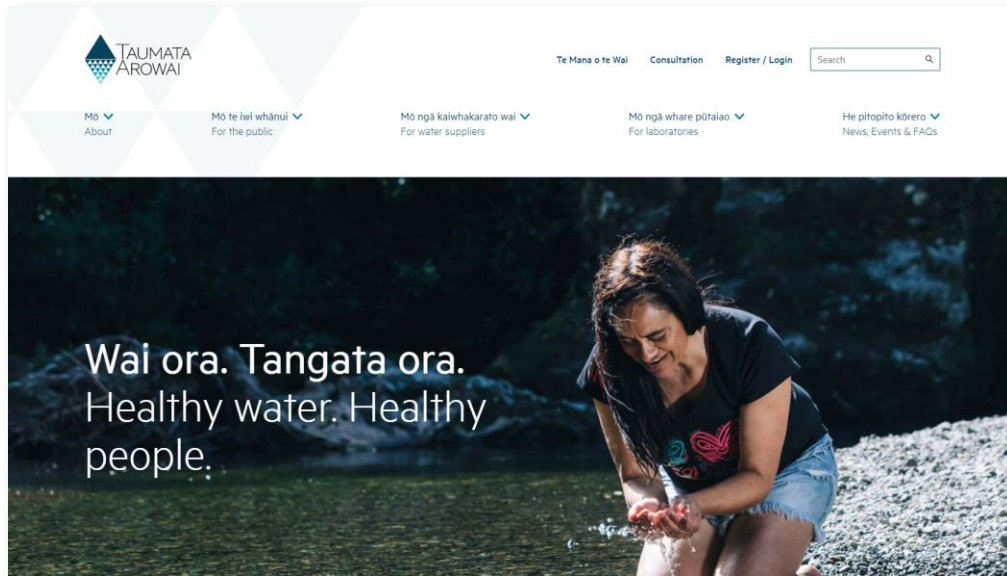 TAUMATA
AROWAI
Te Mana o te Wai Consultation Register / Login Search
Mō Mō te iwi whānui Mō ngā kaiwhakarato wai Mō ngā whare pūtaiao He pitopito kōrero
About For the public For water suppliers For laboratories News, Events & FAQs
Wai ora. Tangata ora.
Healthy water. Healthy
people.